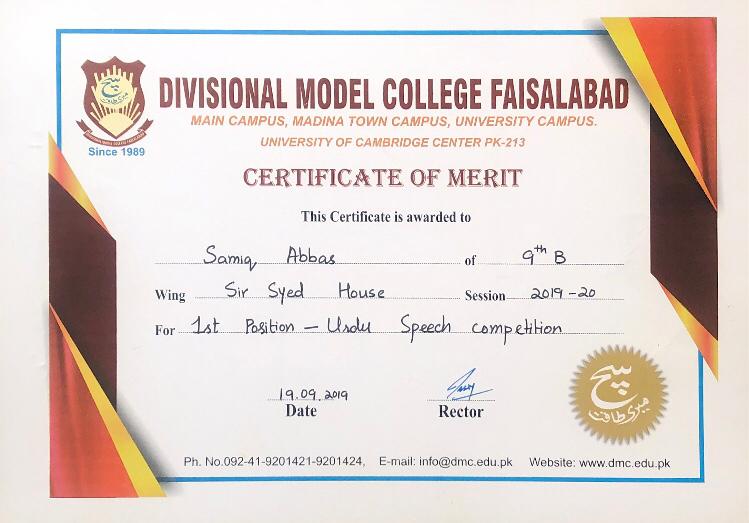 سچ
میری طاقت
Since 1989
DIVISIONAL MODEL COLLEGE FAISALABAD
MAIN CAMPUS, MADINA TOWN CAMPUS, UNIVERSITY CAMPUS.
UNIVERSITY OF CAMBRIDGE CENTER PK-213
CERTIFICATE OF MERIT
This Certificate is awarded to
Samiq Abbas of 9th B
Wing Sir Syed House Session 2019-20
For 1st Position - Urdu Speech competition
19.09.2019
Date Rector
سچ
میری طاقت
Ph. No.092-41-9201421-9201424, E-mail: info@dmc.edu.pk Website: www.dmc.edu.pk